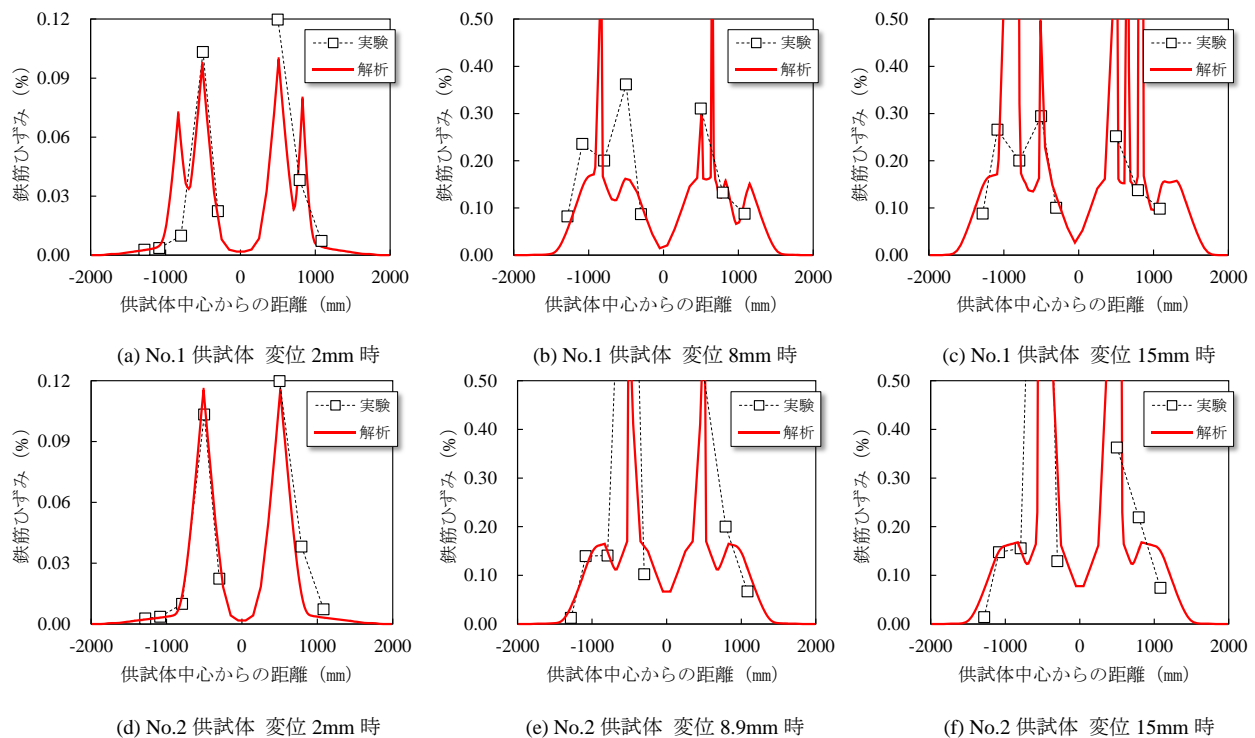 0.12
0.09
0.06
0.03
0.00
-2000 -1000 0 1000 2000
鉄筋ひずみ (%)
供試体中心からの距離 (㎜)
実験
解析
(a) No.1 供試体 変位 2mm 時
0.50
0.40
0.30
0.20
0.10
0.00
-2000 -1000 0 1000 2000
鉄筋ひずみ (%)
供試体中心からの距離 (㎜)
実験
解析
(b) No.1 供試体 変位 8mm 時
0.50
0.40
0.30
0.20
0.10
0.00
-2000 -1000 0 1000 2000
鉄筋ひずみ (%)
供試体中心からの距離 (㎜)
実験
解析
(c) No.1 供試体 変位 15mm 時
0.12
0.09
0.06
0.03
0.00
-2000 -1000 0 1000 2000
鉄筋ひずみ (%)
供試体中心からの距離 (㎜)
実験
解析
(d) No.2 供試体 変位 2mm 時
0.50
0.40
0.30
0.20
0.10
0.00
-2000 -1000 0 1000 2000
鉄筋ひずみ (%)
供試体中心からの距離 (㎜)
実験
解析
(e) No.2 供試体 変位 8.9mm 時
0.50
0.40
0.30
0.20
0.10
0.00
-2000 -1000 0 1000 2000
鉄筋ひずみ (%)
供試体中心からの距離 (㎜)
実験
解析
(f) No.2 供試体 変位 15mm 時